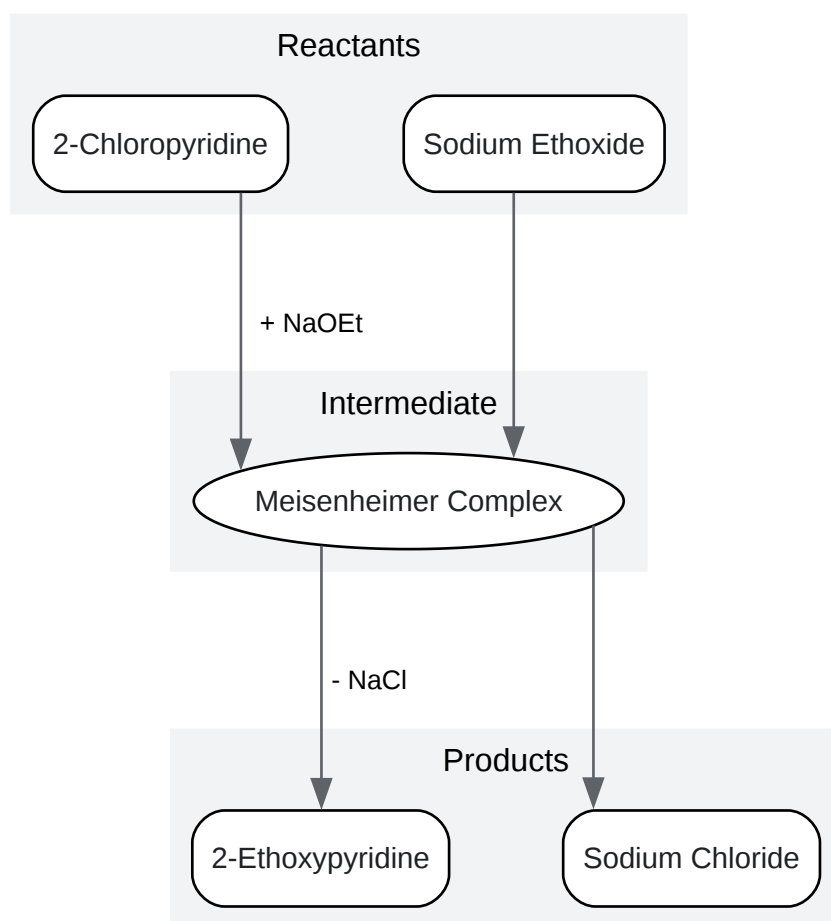 Reactants
2-Chloropyridine
Sodium Ethoxide
+ NaOEt
Intermediate
Meisenheimer Complex
- NaCl
Products
2-Ethoxypyridine
Sodium Chloride